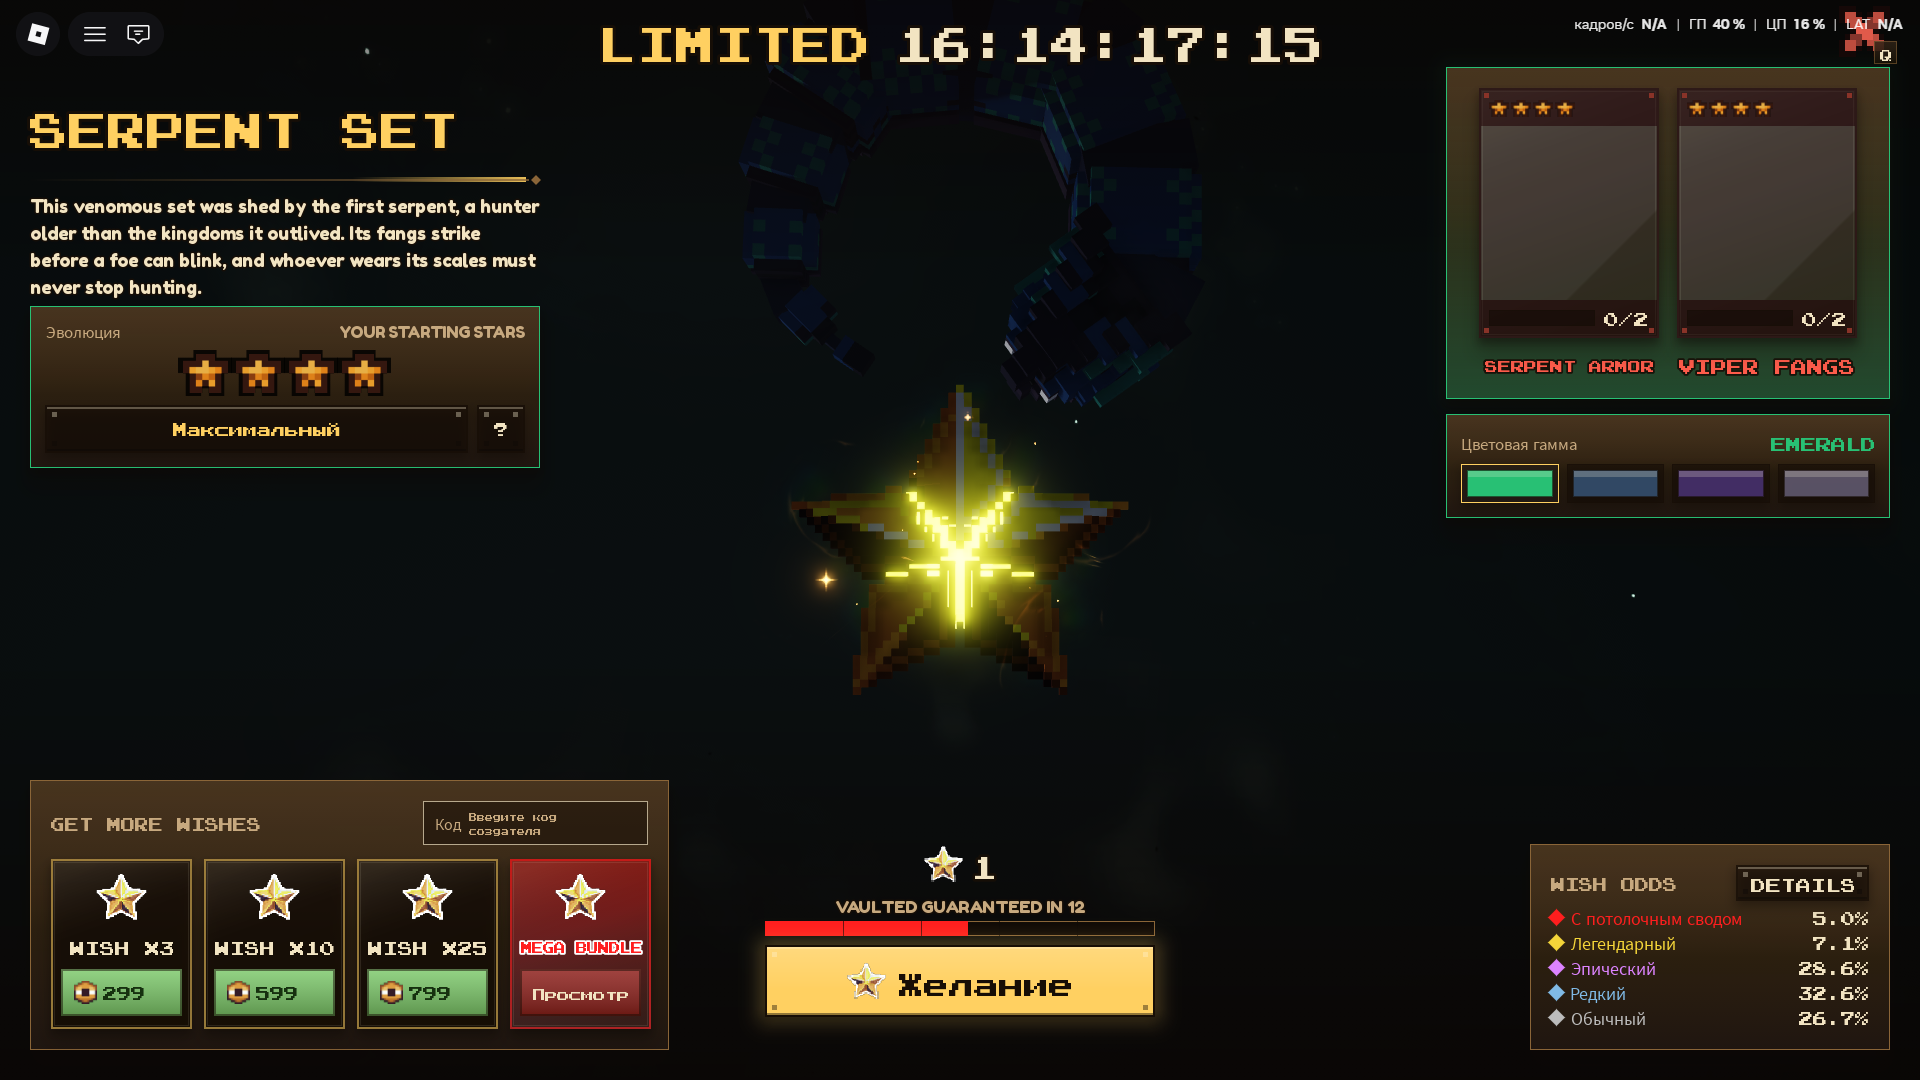 LIMITED 16:14:17:15
кадров/с N/A | ГП 40 % | ЦП 16 % | LAT N/A
Q
SERPENT SET
This venomous set was shed by the first serpent, a hunter
older than the kingdoms it outlived. Its fangs strike
before a foe can blink, and whoever wears its scales must
never stop hunting.
Эволюция
YOUR STARTING STARS
Максимальный
?
0/2
0/2
SERPENT ARMOR
VIPER FANGS
Цветовая гамма
EMERALD
GET MORE WISHES
Код
Введите код
создателя
WISH X3
299
WISH X10
599
WISH X25
799
MEGA BUNDLE
Просмотр
1
VAULTED GUARANTEED IN 12
Желание
WISH ODDS
DETAILS
С потолочным сводом 5.0%
Легендарный 7.1%
Эпический 28.6%
Редкий 32.6%
Обычный 26.7%